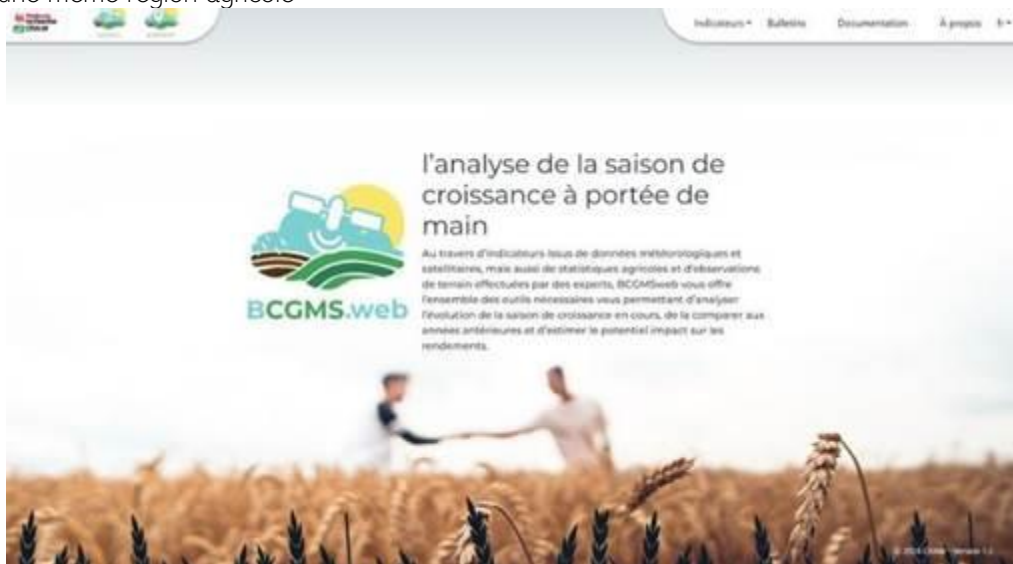 une même région agricole
Indicateurs Bulletins Documentation À propos fr
l'analyse de la saison de
croissance à portée de
main
Au travers d'indicateurs issus de données météorologiques et
satellitaires, mais aussi de statistiques agricoles et d'observations
de terrain effectuées par des experts, BCGMSweb vous offre
l'ensemble des outils nécessaires vous permettant d'analyser
l'évolution de la saison de croissance en cours, de la comparer aux
années antérieures et d'estimer le potentiel impact sur les
rendements.
BCGMS.web